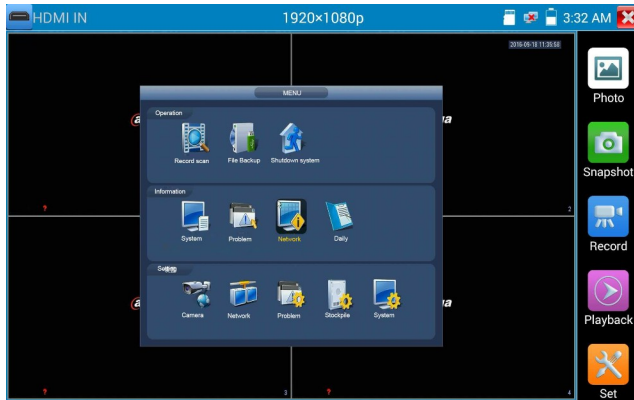 HDMI IN
1920×1080p
3:32 AM
2016-09-18 11:35:50
MENU
Operation
Record scan
File Backup
Shutdown system
Information
System
Problem
Network
Daily
Camera
Network
Problem
Stockpile
System
?
2
?
3
?
4
Photo
Snapshot
Record
Playback
Set